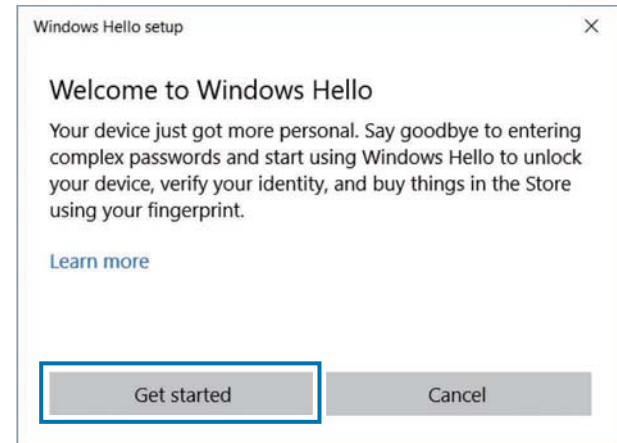 Windows Hello setup
Welcome to Windows Hello
Your device just got more personal. Say goodbye to entering
complex passwords and start using Windows Hello to unlock
your device, verify your identity, and buy things in the Store
using your fingerprint.
Learn more
Get started
Cancel